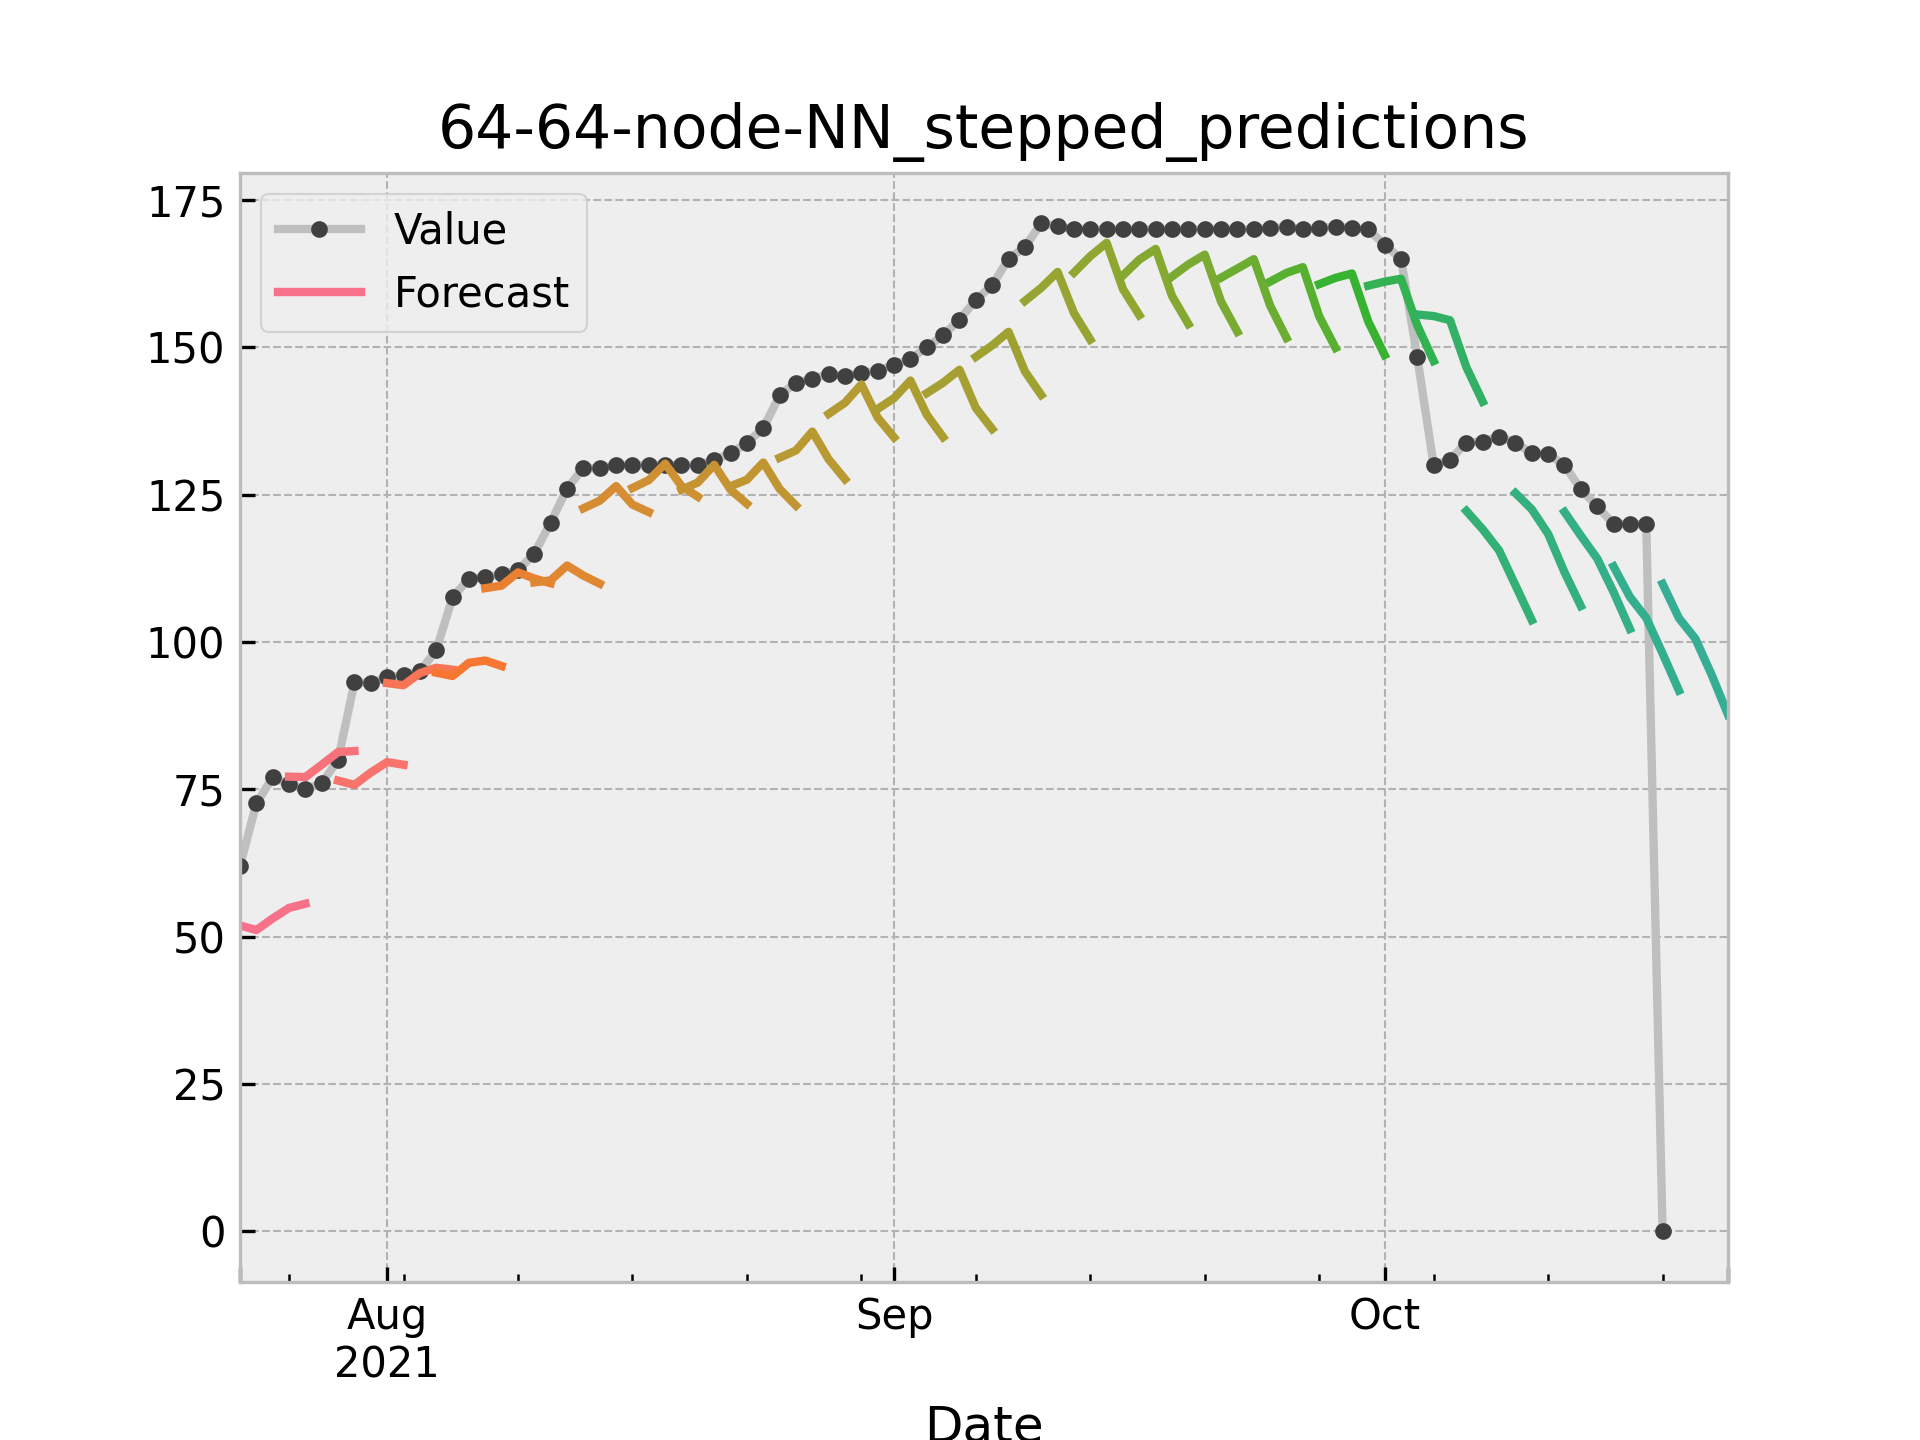 64-64-node-NN_stepped_predictions
Value
Forecast
175
150
125
100
75
50
25
0
Aug
2021
Sep
Oct
Date